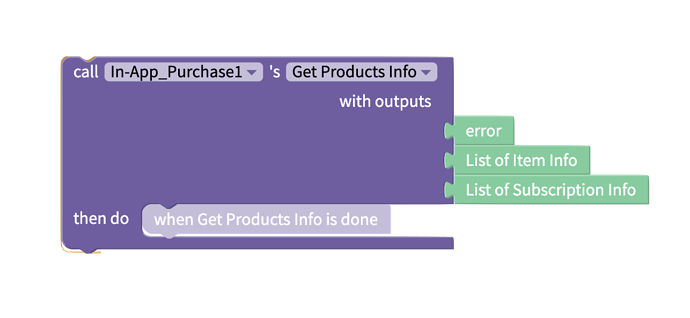 call In-App_Purchase1 's Get Products Info
with outputs
error
List of Item Info
List of Subscription Info
then do when Get Products Info is done